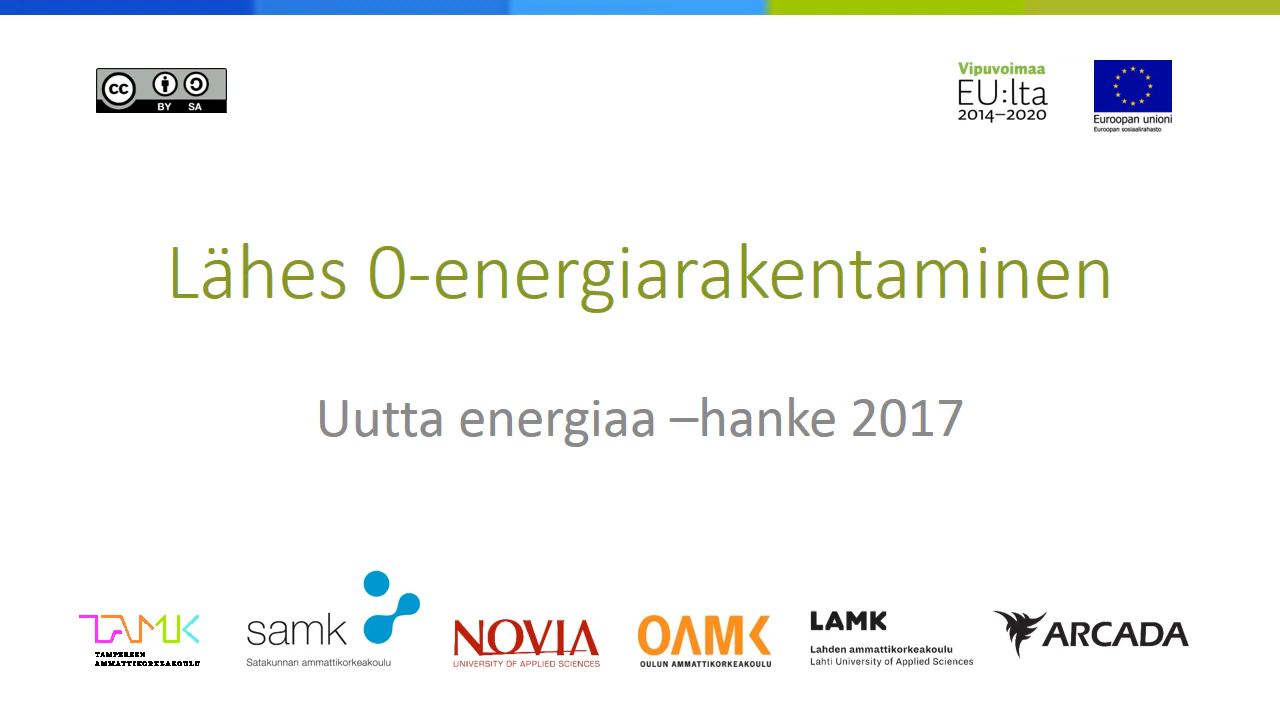 cc
BY SA
Vipuvoimaa
EU:lta
2014–2020
Euroopan unioni
Euroopan sosiaalirahasto
Lähes 0-energiarakentaminen
Uutta energiaa –hanke 2017
TAMK
TAMPEREEN
AMMATTIKORKEAKOULU
samk
Satakunnan ammattikorkeakoulu
NOVIA
UNIVERSITY OF APPLIED SCIENCES
OAMK
OULUN AMMATTIKORKEAKOULU
LAMK
Lahden ammattikorkeakoulu
Lahti University of Applied Sciences
ARCADA